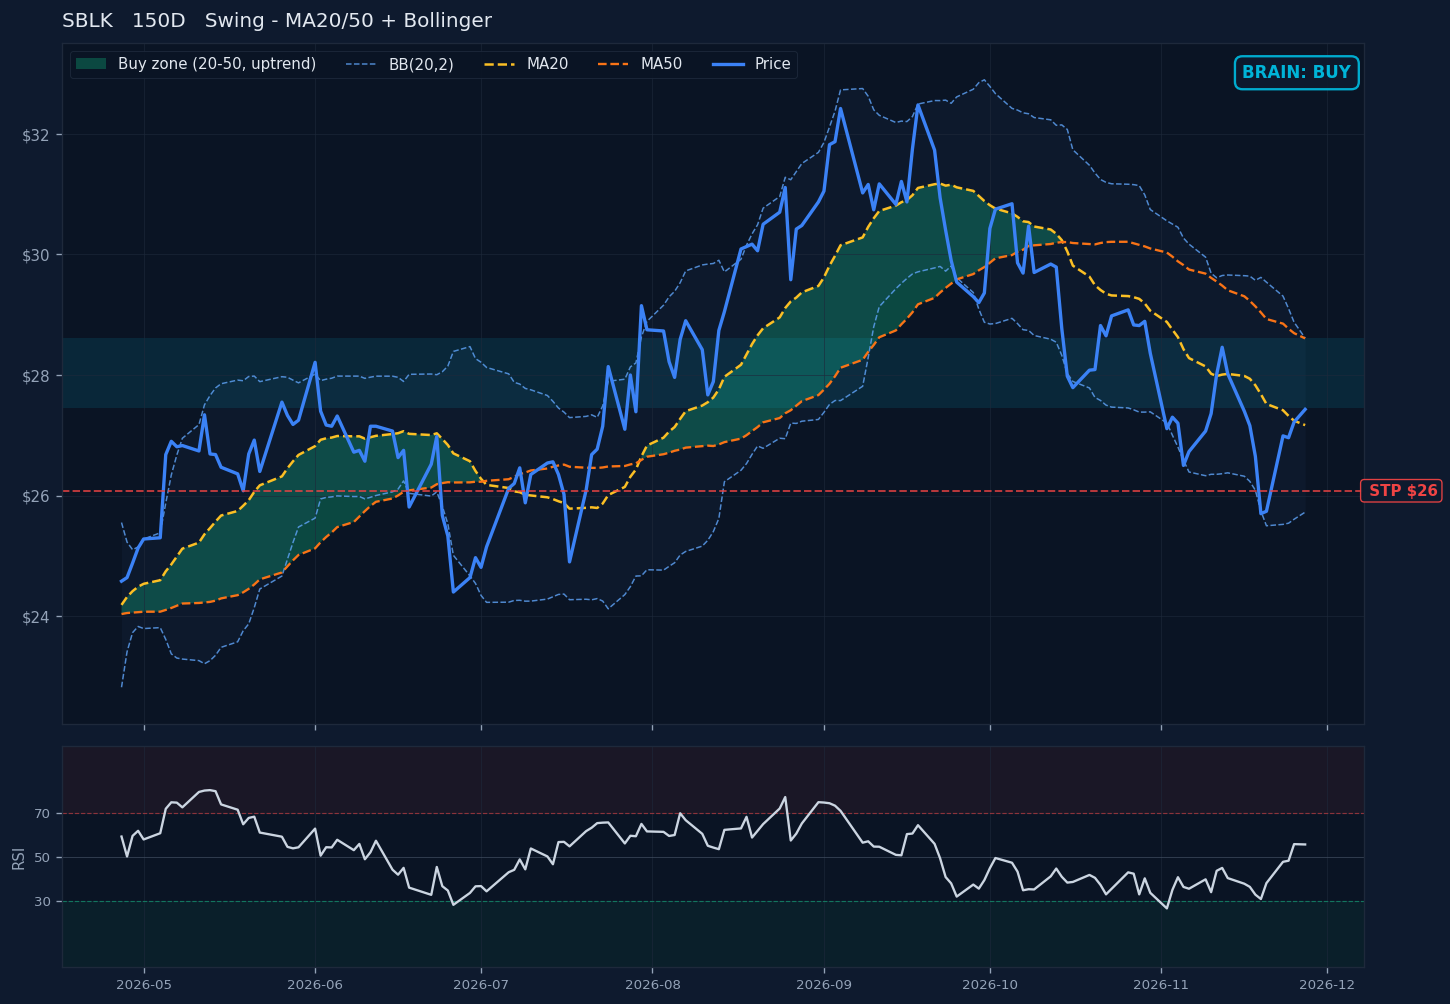 SBLK   150D   Swing - MA20/50 + Bollinger
Buy zone (20-50, uptrend)   BB(20,2)   MA20   MA50   Price
BRAIN: BUY
$32
$30
$28
$26
$24
STP $26
RSI
70
50
30
2026-05   2026-06   2026-07   2026-08   2026-09   2026-10   2026-11   2026-12